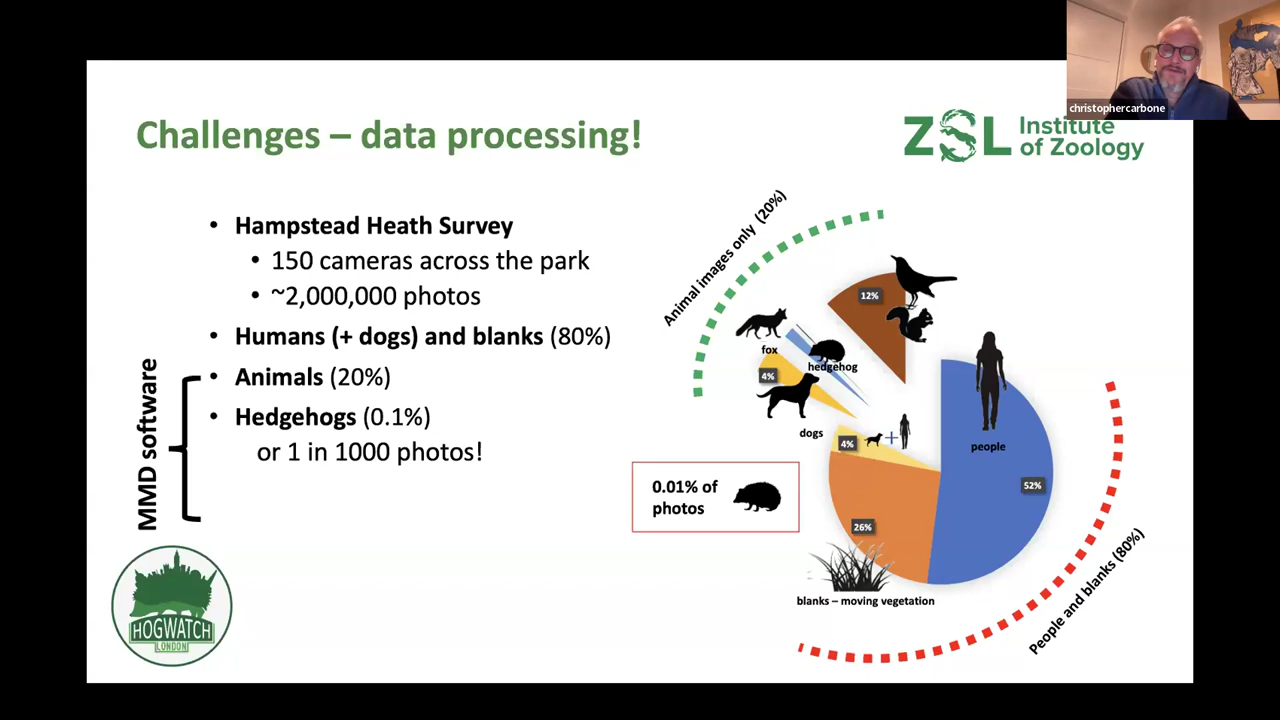 christophercarbone
Challenges – data processing!
ZSL Institute
of Zoology
• Hampstead Heath Survey
• 150 cameras across the park
• ~2,000,000 photos
• Humans (+ dogs) and blanks (80%)
• Animals (20%)
• Hedgehogs (0.1%)
or 1 in 1000 photos!
MMD software
HOGWATCH
LONDON
Animal images only (20%)
12%
fox
hedgehog
4%
dogs
4%
+
people
52%
0.01% of
photos
26%
blanks – moving vegetation
People and blanks (80%)